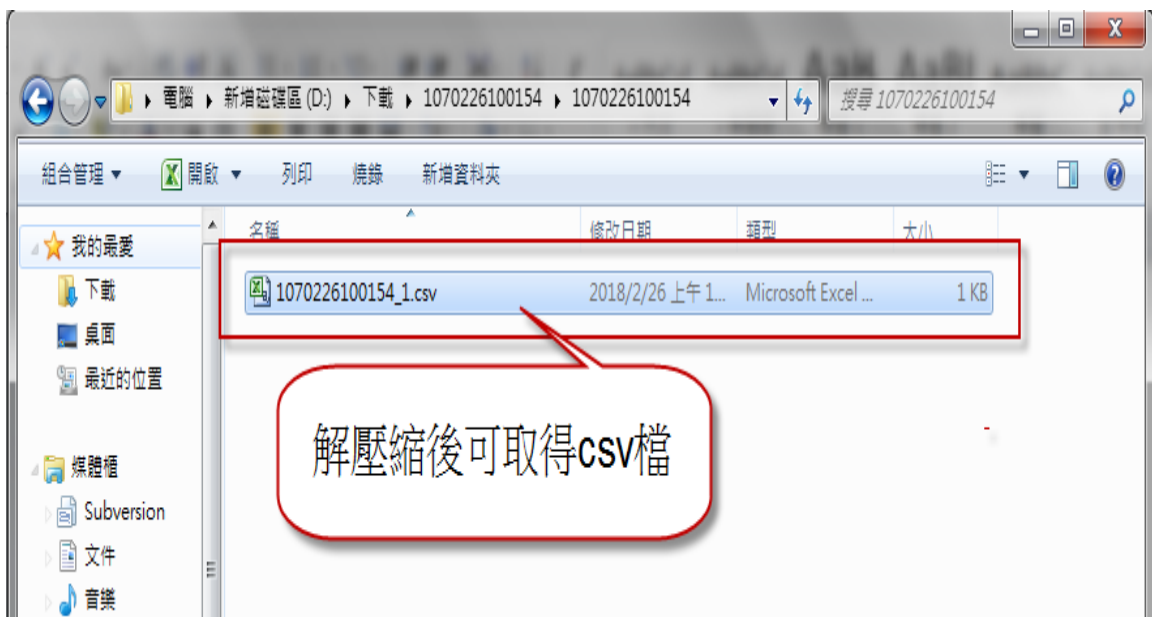 電腦 新增磁碟區 (D:) 下載 1070226100154 1070226100154 搜尋 1070226100154
組合管理 開啟 列印 燒錄 新增資料夾
名稱 修改日期 類型 大小
我的最愛
下載
桌面
最近的位置
1070226100154_1.csv 2018/2/26 上午 1... Microsoft Excel ... 1 KB
解壓縮後可取得csv檔
媒體櫃
Subversion
文件
音樂